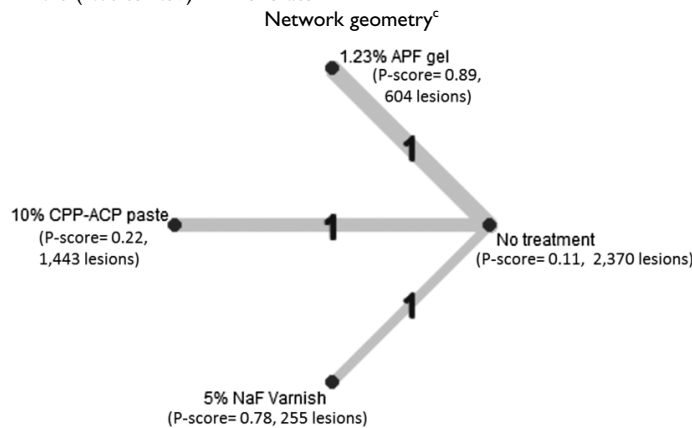 Network geometryᶜ
1.23% APF gel
(P-score= 0.89,
604 lesions)
1
10% CPP-ACP paste
(P-score= 0.22,
1,443 lesions)
1
No treatment
(P-score= 0.11, 2,370 lesions)
1
5% NaF Varnish
(P-score= 0.78, 255 lesions)